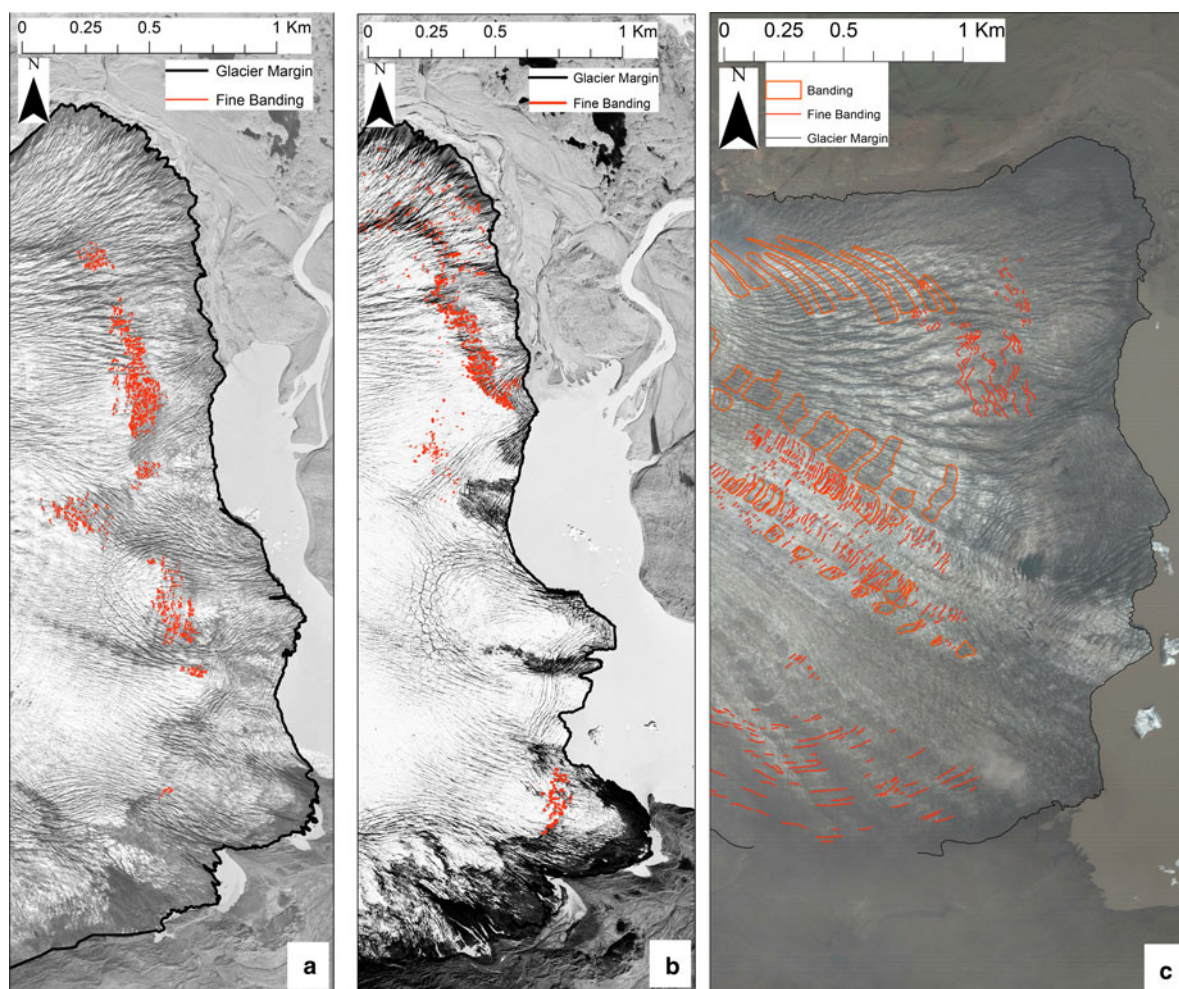 0 0.25 0.5 1 Km
N
Glacier Margin
Fine Banding
a
0 0.25 0.5 1 Km
N
Glacier Margin
Fine Banding
b
0 0.25 0.5 1 Km
N
Banding
Fine Banding
Glacier Margin
c